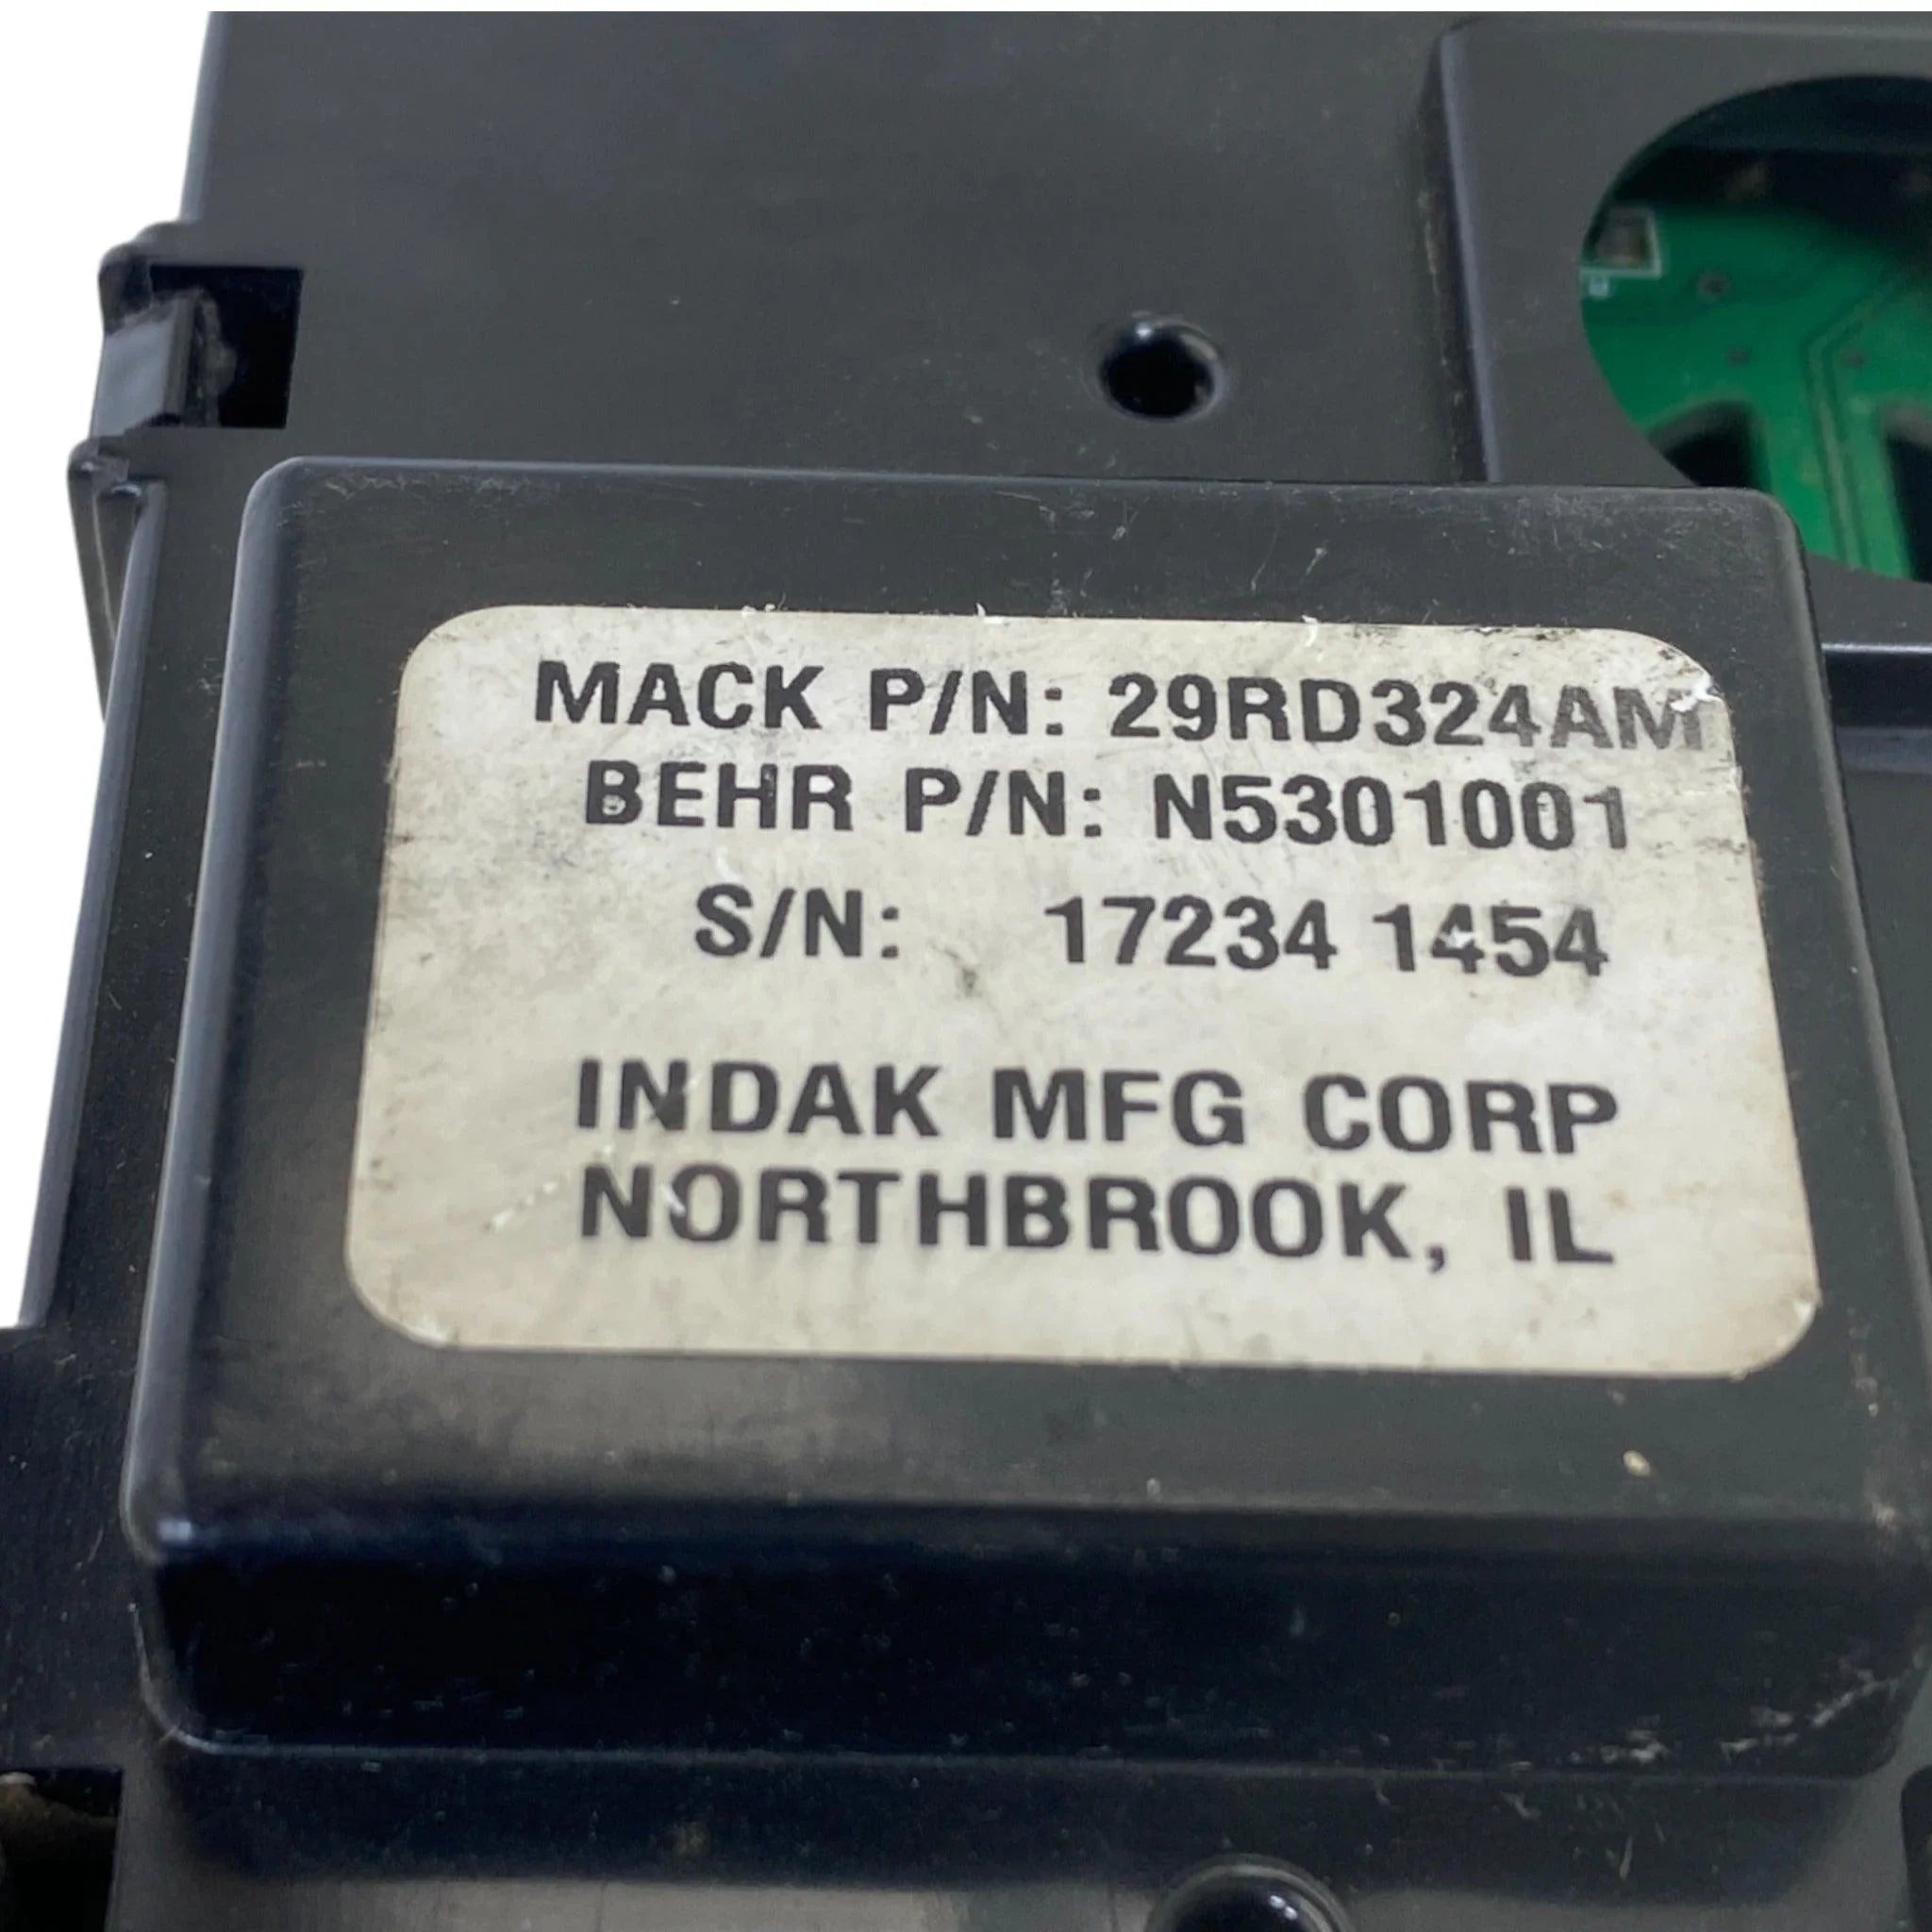 MACK P/N: 29RD324AM
BEHR P/N: N5301001
S/N: 17234 1454
INDAK MFG CORP
NORTHBROOK, IL